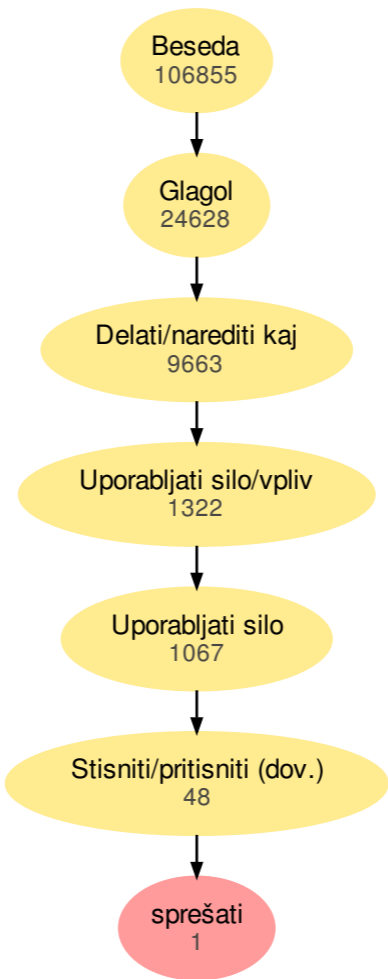 Beseda
106855
Glagol
24628
Delati/narediti kaj
9663
Uporabljati silo/vpliv
1322
Uporabljati silo
1067
Stisniti/pritisniti (dov.)
48
sprešati
1